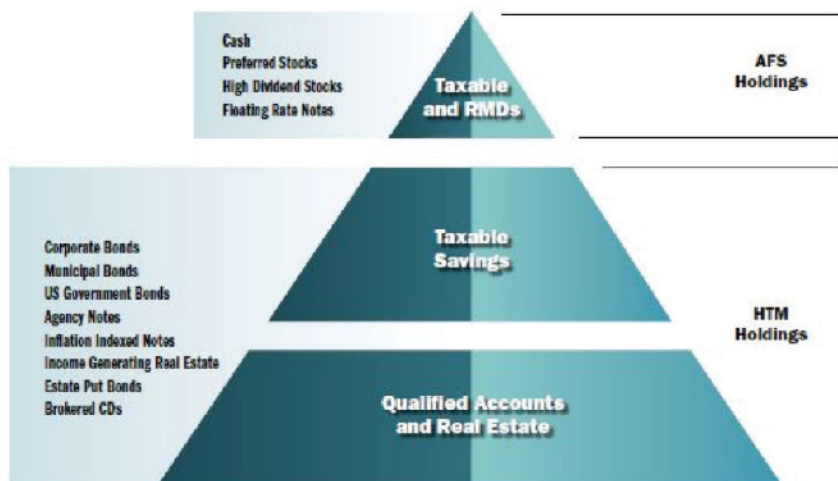 Cash
Preferred Stocks
High Dividend Stocks
Floating Rate Notes
Taxable
and RMDs
AFS
Holdings
Corporate Bonds
Municipal Bonds
US Government Bonds
Agency Notes
Inflation Indexed Notes
Income Generating Real Estate
Estate Put Bonds
Brokered CDs
Taxable
Savings
HTM
Holdings
Qualified Accounts
and Real Estate